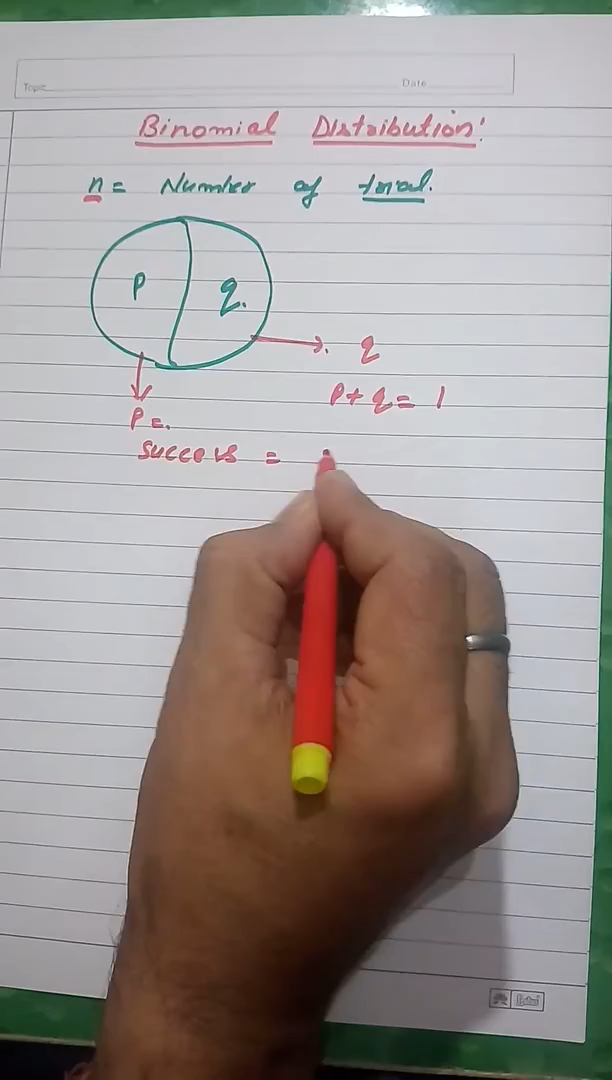 Topic Date
Binomial Distribution:
n = Number of trial.
p q.
q
p + q = 1
p =.
success =